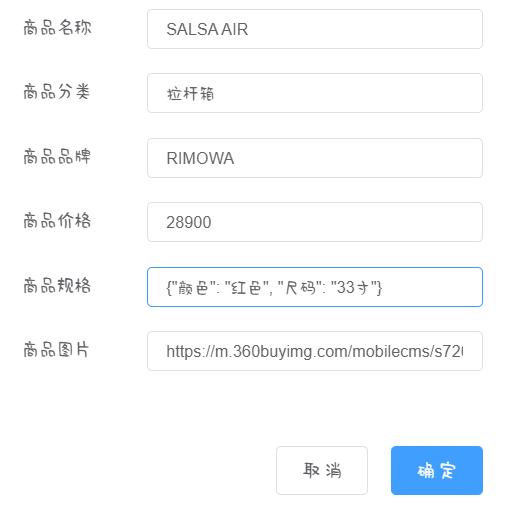 商品名称 SALSA AIR
商品分类 拉杆箱
商品品牌 RIMOWA
商品价格 28900
商品规格 {"颜色": "红色", "尺码": "33寸"}
商品图片 https://m.360buyimg.com/mobilecms/s720
取消 确定